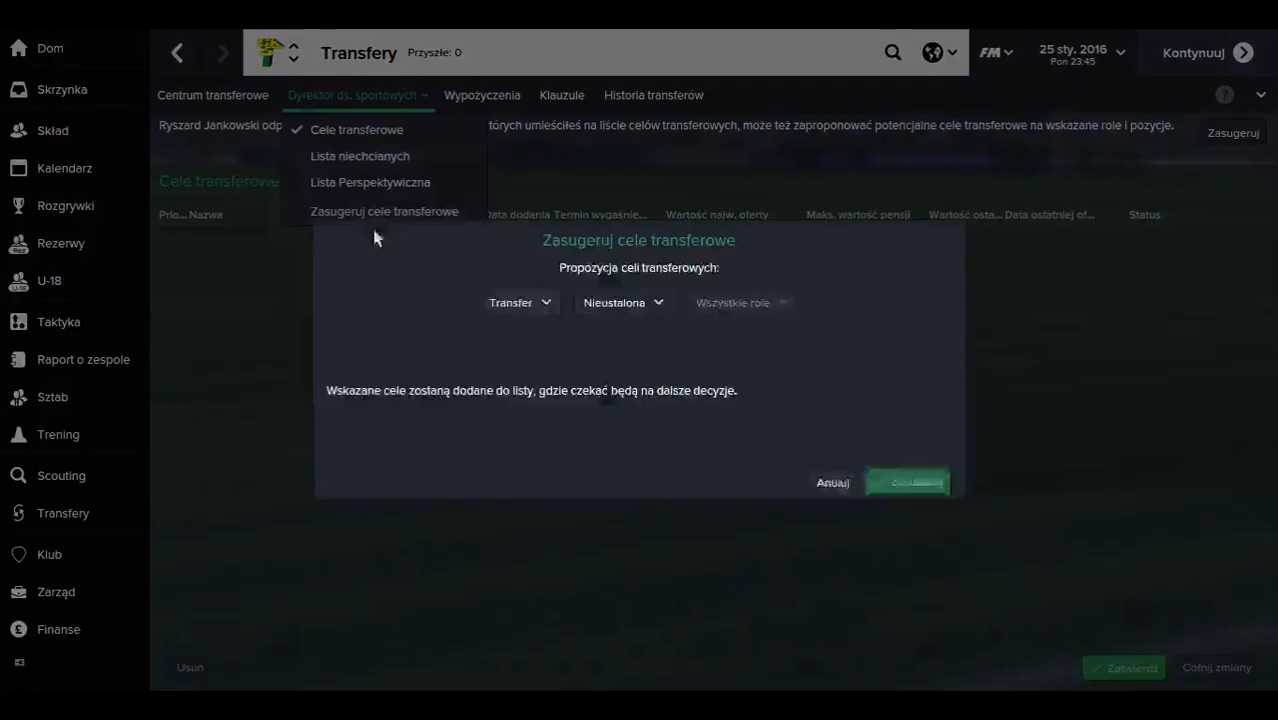 Dom
Skrzynka
Skład
Kalendarz
Rozgrywki
Rezerwy
U-18
Taktyka
Raport o zespole
Sztab
Trening
Scouting
Transfery
Klub
Zarząd
Finanse
Transfery Przyszłe: 0
FM
25 sty. 2016
Pon 23:45
Kontynuuj
Centrum transferowe Dyrektor ds. sportowych Wypożyczenia Klauzule Historia transferów
Ryszard Jankowski odp tórych umieściłeś na liście celów transferowych, może też zaproponować potencjalne cele transferowe na wskazane role i pozycje.
Zasugeruj
Cele transferowe
Lista niechcianych
Lista Perspektywiczna
Zasugeruj cele transferowe
Cele transferowe
Prio... Nazwa Data dodania Termin wygaśnię... Wartość najw. oferty Maks. wartość pensji Wartość osta... Data ostatniej of... Status
Zasugeruj cele transferowe
Propozycja celi transferowych:
Transfer Nieustalona Wszystkie role
Wskazane cele zostaną dodane do listy, gdzie czekać będą na dalsze decyzje.
Anuluj
Usuń
Zatwierdź Cofnij zmiany